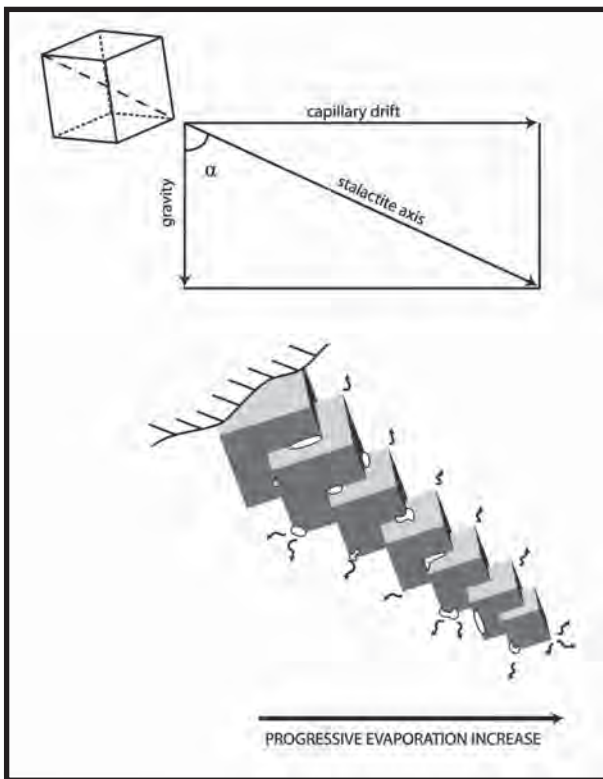 capillary drift
α
gravity
stalactite axis
PROGRESSIVE EVAPORATION INCREASE